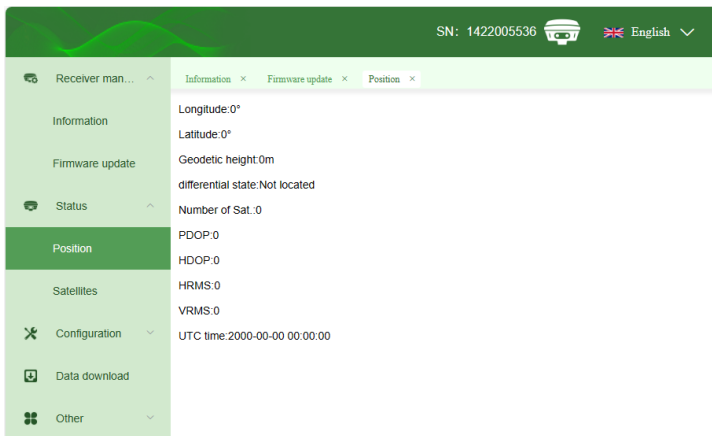 SN: 1422005536 English
Receiver man...
Information
Firmware update
Status
Position
Satellites
Configuration
Data download
Other
Information × Firmware update × Position ×
Longitude:0°
Latitude:0°
Geodetic height:0m
differential state:Not located
Number of Sat.:0
PDOP:0
HDOP:0
HRMS:0
VRMS:0
UTC time:2000-00-00 00:00:00